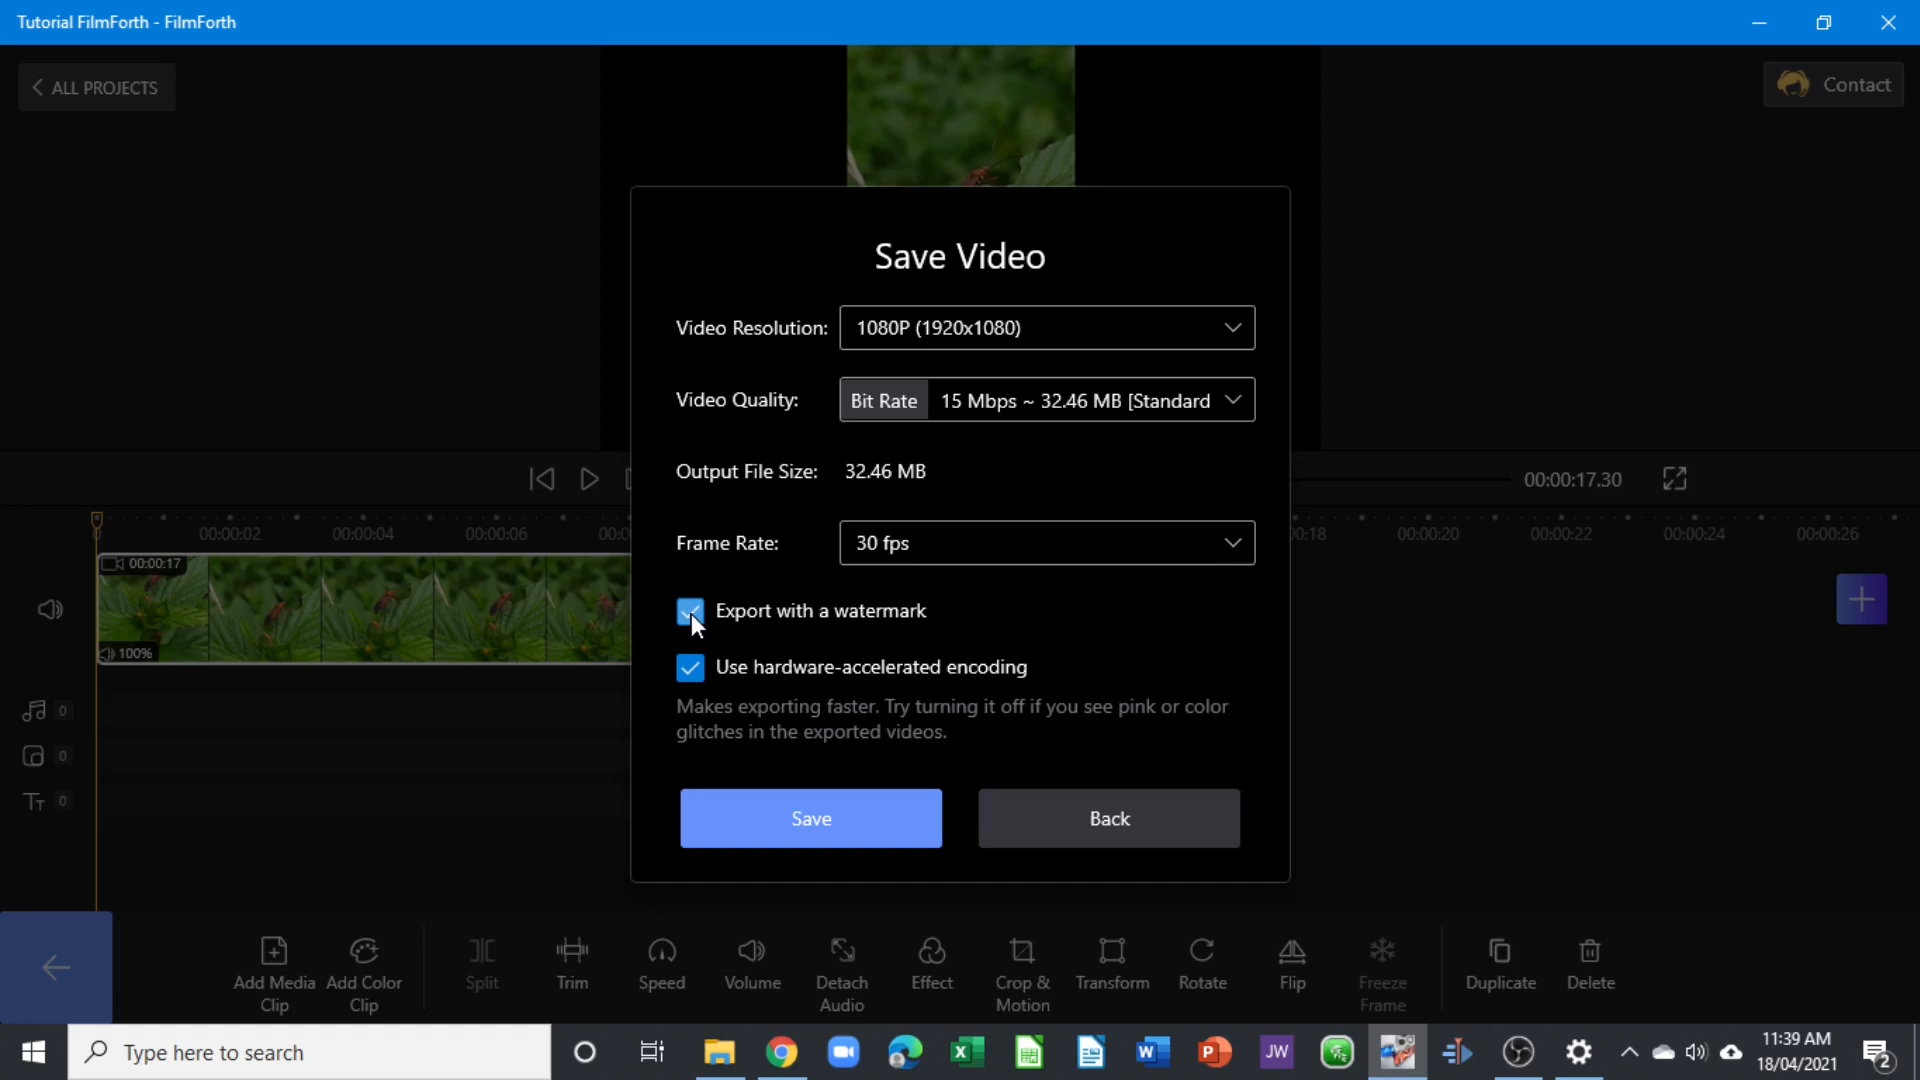 Tutorial FilmForth - FilmForth
ALL PROJECTS
Contact
Save Video
Video Resolution: 1080P (1920x1080)
Video Quality: Bit Rate 15 Mbps ~ 32.46 MB [Standard
Output File Size: 32.46 MB
00:00:17.30
00:00:02 00:00:04 00:00:06 00:00:20 00:00:22 00:00:24 00:00:26
Frame Rate: 30 fps
00:00:17
100%
Export with a watermark
Use hardware-accelerated encoding
Makes exporting faster. Try turning it off if you see pink or color
glitches in the exported videos.
0
0
0
Save Back
Add Media Clip
Add Color Clip
Split
Trim
Speed
Volume
Detach Audio
Effect
Crop & Motion
Transform
Rotate
Flip
Freeze Frame
Duplicate
Delete
Type here to search
JW
11:39 AM
18/04/2021
2